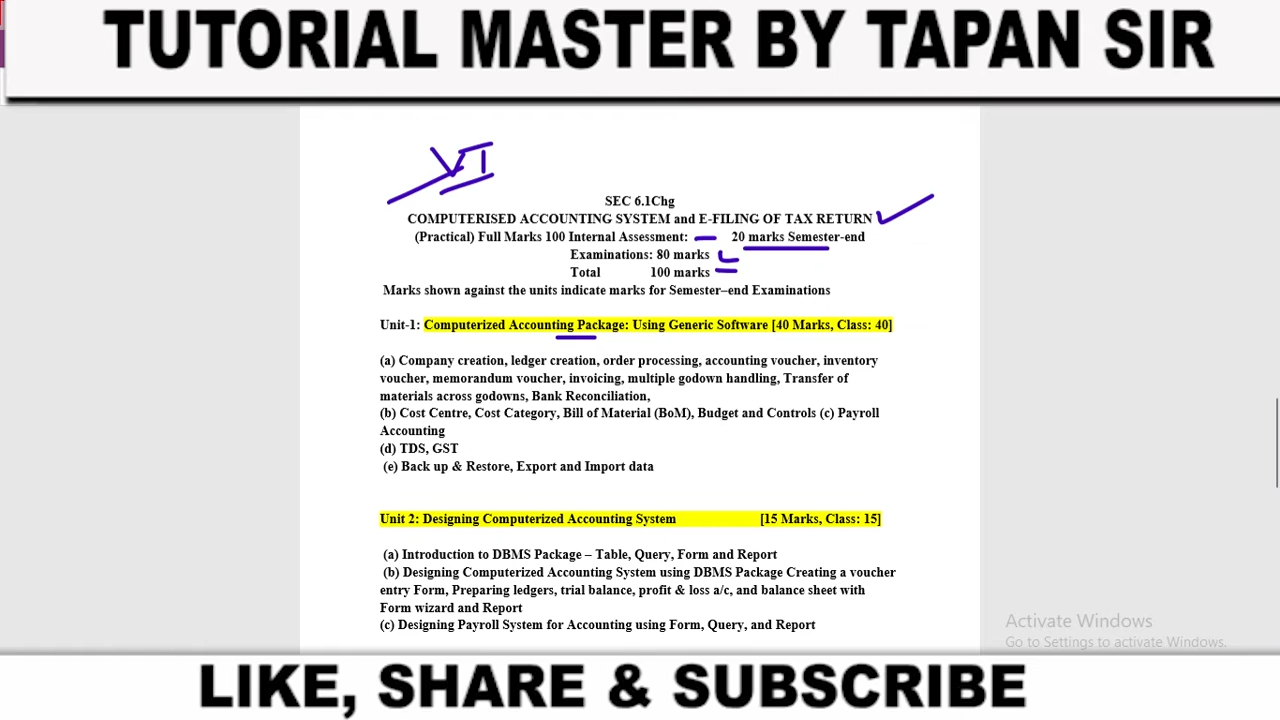 TUTORIAL MASTER BY TAPAN SIR
VI
SEC 6.1Chg
COMPUTERISED ACCOUNTING SYSTEM and E-FILING OF TAX RETURN
(Practical) Full Marks 100 Internal Assessment: 20 marks Semester-end
Examinations: 80 marks
Total 100 marks
Marks shown against the units indicate marks for Semester–end Examinations
Unit-1: Computerized Accounting Package: Using Generic Software [40 Marks, Class: 40]
(a) Company creation, ledger creation, order processing, accounting voucher, inventory
voucher, memorandum voucher, invoicing, multiple godown handling, Transfer of
materials across godowns, Bank Reconciliation,
(b) Cost Centre, Cost Category, Bill of Material (BoM), Budget and Controls (c) Payroll
Accounting
(d) TDS, GST
(e) Back up & Restore, Export and Import data
Unit 2: Designing Computerized Accounting System [15 Marks, Class: 15]
(a) Introduction to DBMS Package – Table, Query, Form and Report
(b) Designing Computerized Accounting System using DBMS Package Creating a voucher
entry Form, Preparing ledgers, trial balance, profit & loss a/c, and balance sheet with
Form wizard and Report
(c) Designing Payroll System for Accounting using Form, Query, and Report
Activate Windows
Go to Settings to activate Windows.
LIKE, SHARE & SUBSCRIBE